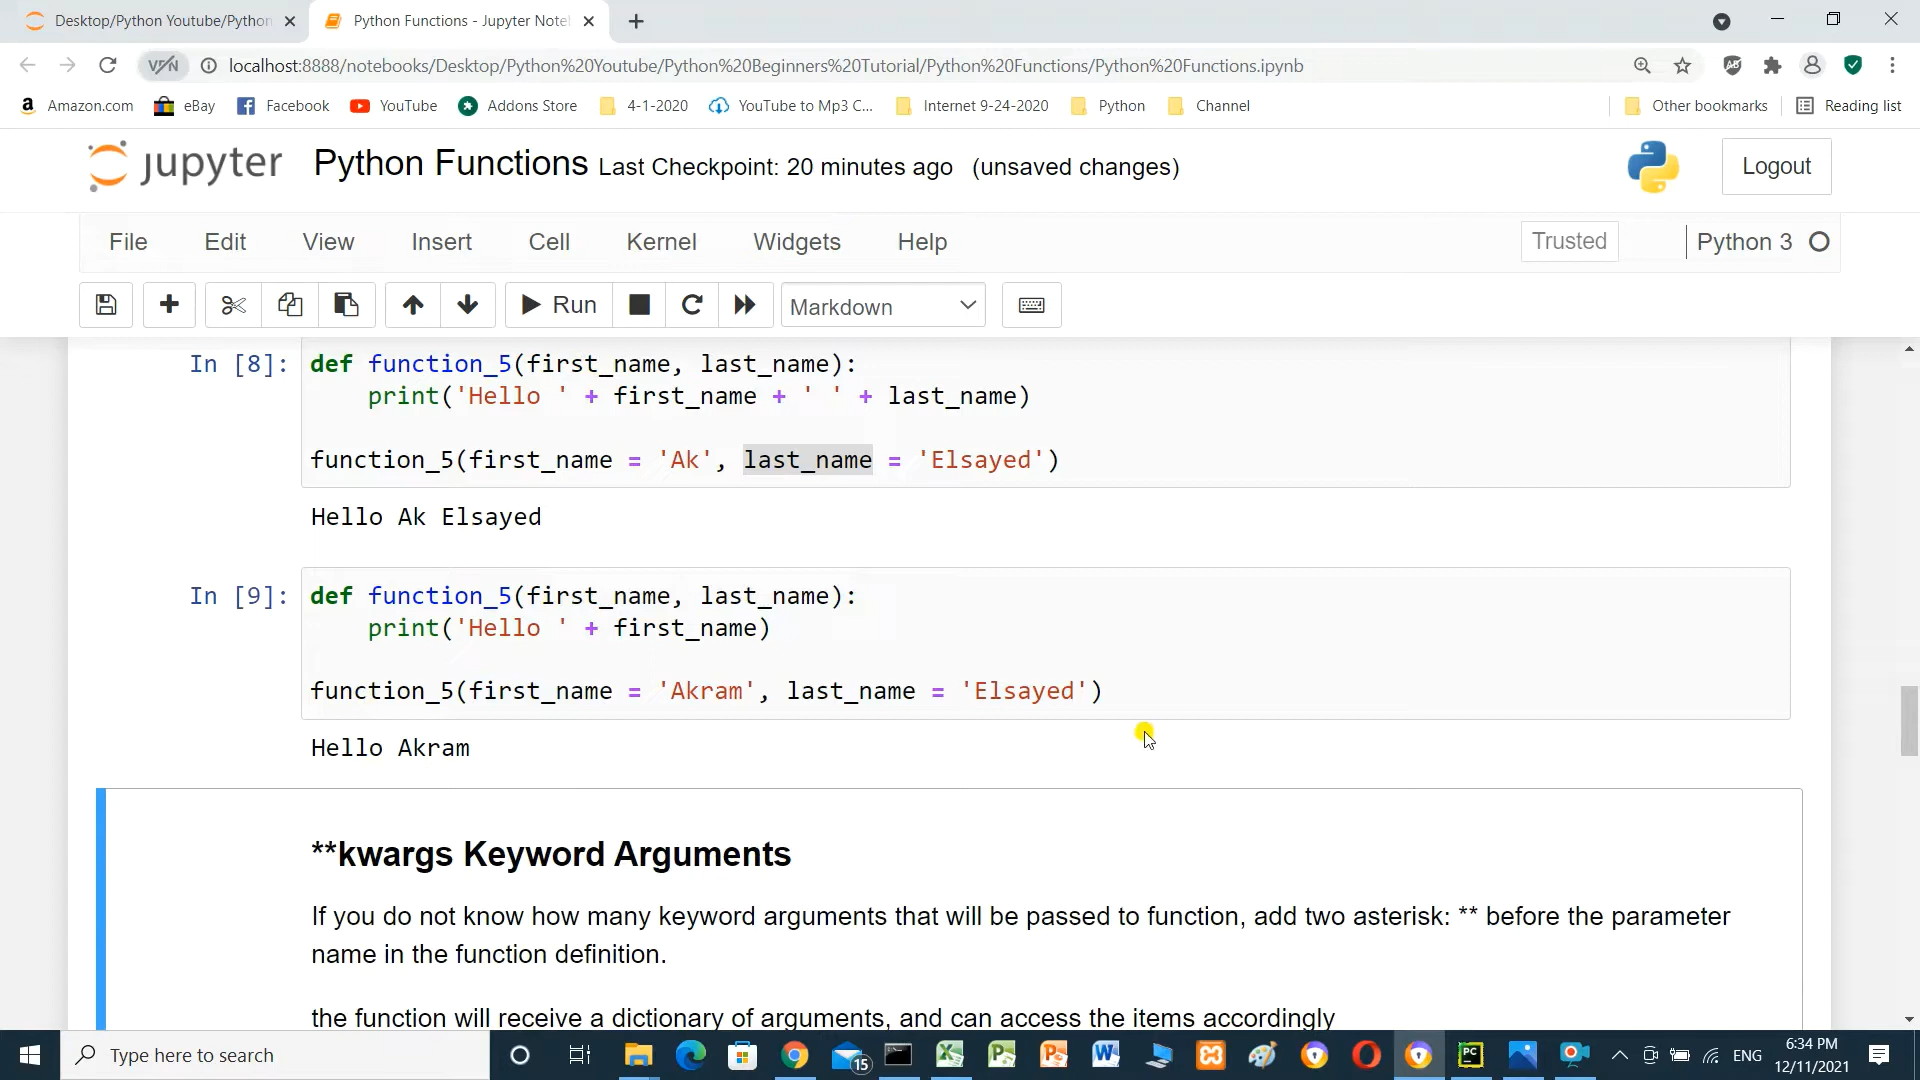 Desktop/Python Youtube/Python
Python Functions - Jupyter Note
VPN
localhost:8888/notebooks/Desktop/Python%20Youtube/Python%20Beginners%20Tutorial/Python%20Functions/Python%20Functions.ipynb
Amazon.com eBay Facebook YouTube Addons Store 4-1-2020 YouTube to Mp3 C... Internet 9-24-2020 Python Channel Other bookmarks Reading list
jupyter Python Functions Last Checkpoint: 20 minutes ago (unsaved changes) Logout
File Edit View Insert Cell Kernel Widgets Help Trusted Python 3
Run Markdown
In [8]: def function_5(first_name, last_name):
print('Hello ' + first_name + ' ' + last_name)
function_5(first_name = 'Ak', last_name = 'Elsayed')
Hello Ak Elsayed
In [9]: def function_5(first_name, last_name):
print('Hello ' + first_name)
function_5(first_name = 'Akram', last_name = 'Elsayed')
Hello Akram
**kwargs Keyword Arguments
If you do not know how many keyword arguments that will be passed to function, add two asterisk: ** before the parameter
name in the function definition.
the function will receive a dictionary of arguments, and can access the items accordingly
Type here to search
15
ENG
6:34 PM
12/11/2021